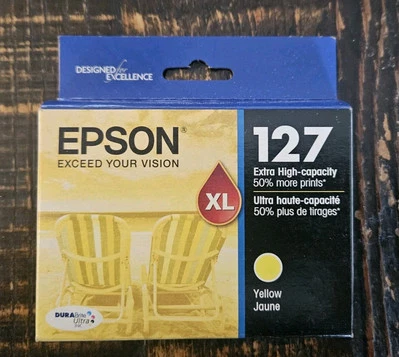 DESIGNED for
EXCELLENCE
EPSON®
EXCEED YOUR VISION
XL
127
Extra High-capacity
50% more prints*
Ultra haute-capacité
50% plus de tirages*
Yellow
Jaune
DURABrite
Ultra
INK